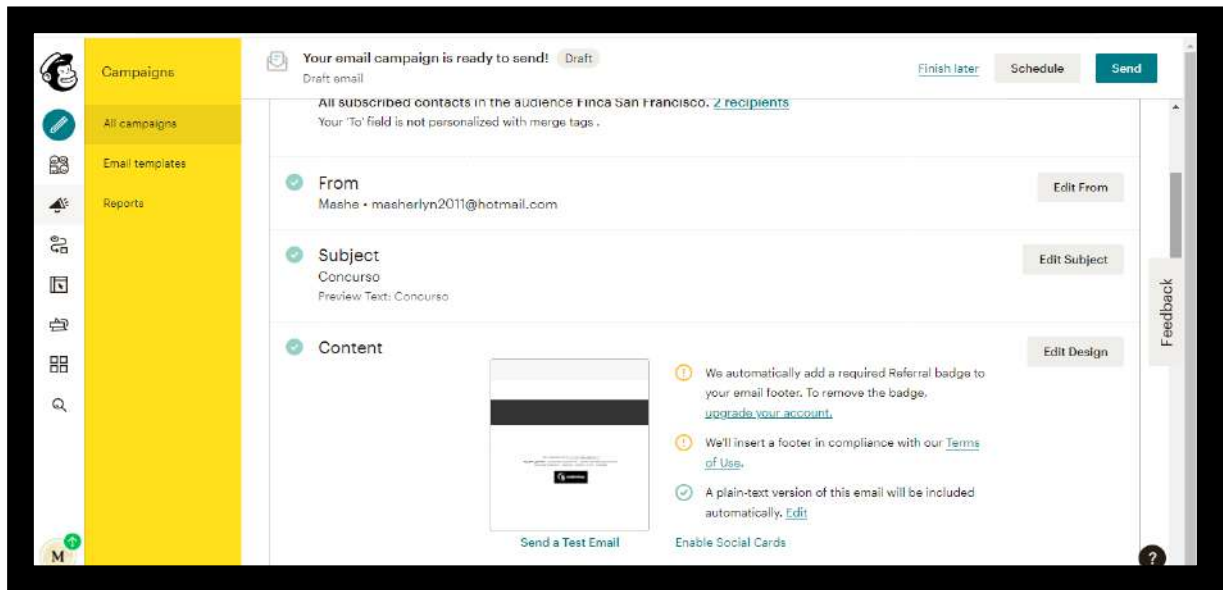 Campaigns
All campaigns
Email templates
Reports
M
Your email campaign is ready to send! Draft
Draft email
Finish later
Schedule
Send
All subscribed contacts in the audience Finca San Francisco. 2 recipients
Your 'To' field is not personalized with merge tags .
From
Mashe • masherlyn2011@hotmail.com
Edit From
Subject
Concurso
Preview Text: Concurso
Edit Subject
Content
Edit Design
We automatically add a required Referral badge to
your email footer. To remove the badge,
upgrade your account.
We'll insert a footer in compliance with our Terms
of Use.
A plain-text version of this email will be included
automatically. Edit
Send a Test Email
Enable Social Cards
Feedback
?